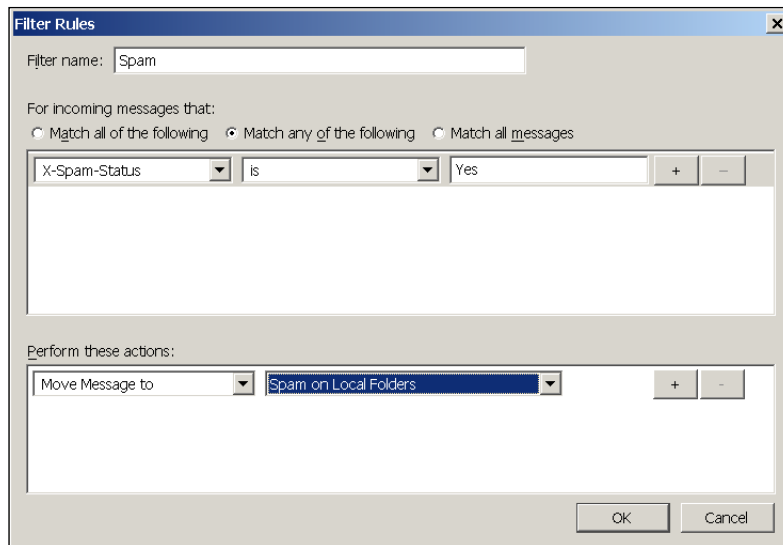 Filter Rules
Filter name: Spam
For incoming messages that:
Match all of the following Match any of the following Match all messages
X-Spam-Status is Yes + –
Perform these actions:
Move Message to Spam on Local Folders + -
OK Cancel